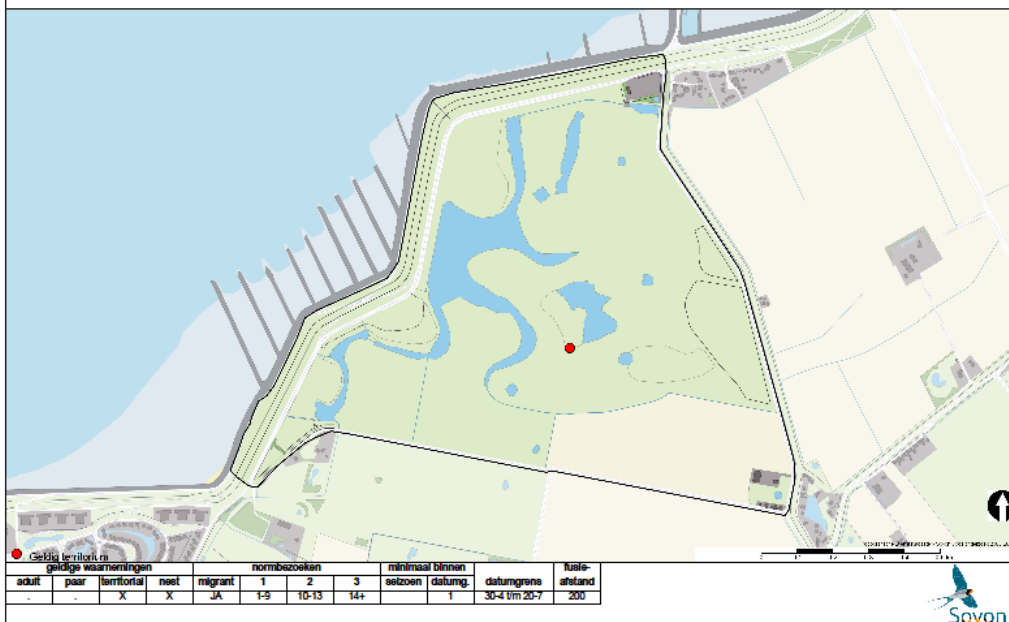 Geldig territorium
geldige waarnemingen normbezoeken minimaal binnen fusie-
adult paar territorial nest migrant 1 2 3 seizoen datumg. datumgrens afstand
. . X X JA 1-9 10-13 14+ 1 30-4 t/m 20-7 200
Sovon